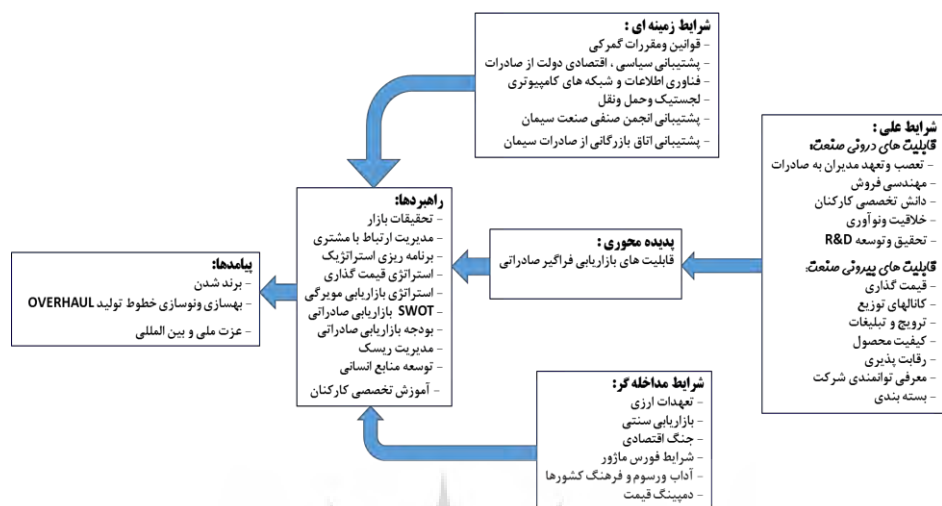 شرایط زمینه ای :
- قوانین ومقررات گمرکی
- پشتیبانی سیاسی ، اقتصادی دولت از صادرات
- فناوری اطلاعات و شبکه های کامپیوتری
- لجستیک وحمل ونقل
- پشتیبانی انجمن صنفی صنعت سیمان
- پشتیبانی اتاق بازرگانی از صادرات سیمان
شرایط علی :
قابلیت های درونی صنعت:
- تعصب وتعهد مدیران به صادرات
- مهندسی فروش
- دانش تخصصی کارکنان
- خلاقیت ونوآوری
- تحقیق وتوسعه R&D
قابلیت های بیرونی صنعت:
- قیمت گذاری
- کانالهای توزیع
- ترویج و تبلیغات
- کیفیت محصول
- رقابت پذیری
- معرفی توانمندی شرکت
- بسته بندی
پدیده محوری :
قابلیت های بازاریابی فراگیر صادراتی
راهبردها:
- تحقیقات بازار
- مدیریت ارتباط با مشتری
- برنامه ریزی استراتژیک
- استراتژی قیمت گذاری
- استراتژی بازاریابی مویرگی
- SWOT بازاریابی صادراتی
- بودجه بازاریابی صادراتی
- مدیریت ریسک
- توسعه منابع انسانی
- آموزش تخصصی کارکنان
پیامدها:
- برند شدن
- بهسازی ونوسازی خطوط تولید OVERHAUL
- عزت ملی و بین المللی
شرایط مداخله گر:
- تعهدات ارزی
- بازاریابی سنتی
- جنگ اقتصادی
- شرایط فورس ماژور
- آداب ورسوم و فرهنگ کشورها
- دمپینگ قیمت